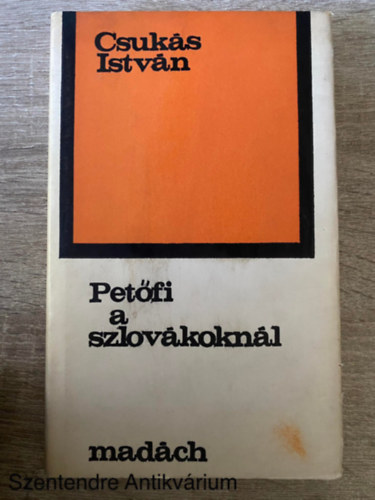 Csukás
István
Petőfi
a
szlovákoknál
madách
Szentendre Antikvárium